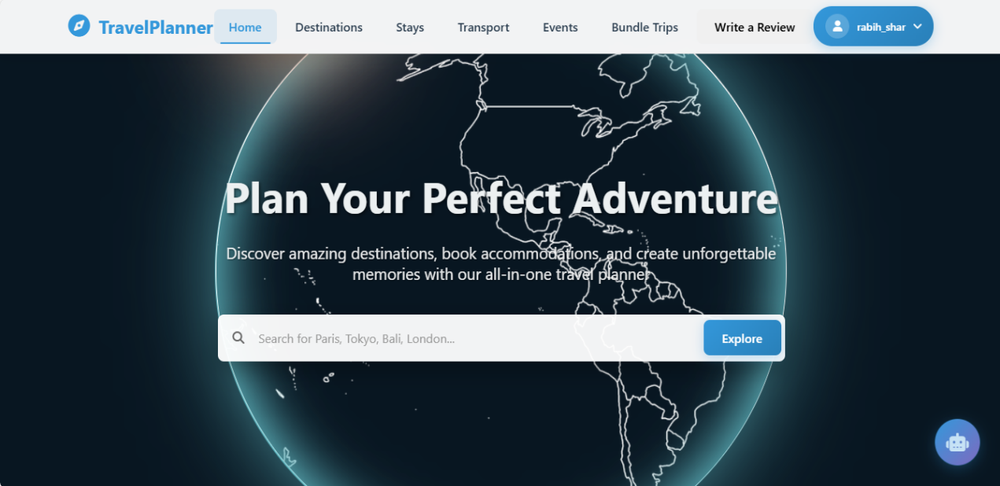 TravelPlanner
Home
Destinations
Stays
Transport
Events
Bundle Trips
Write a Review
rabih_shar
Plan Your Perfect Adventure
Discover amazing destinations, book accommodations, and create unforgettable
memories with our all-in-one travel planner
Search for Paris, Tokyo, Bali, London...
Explore